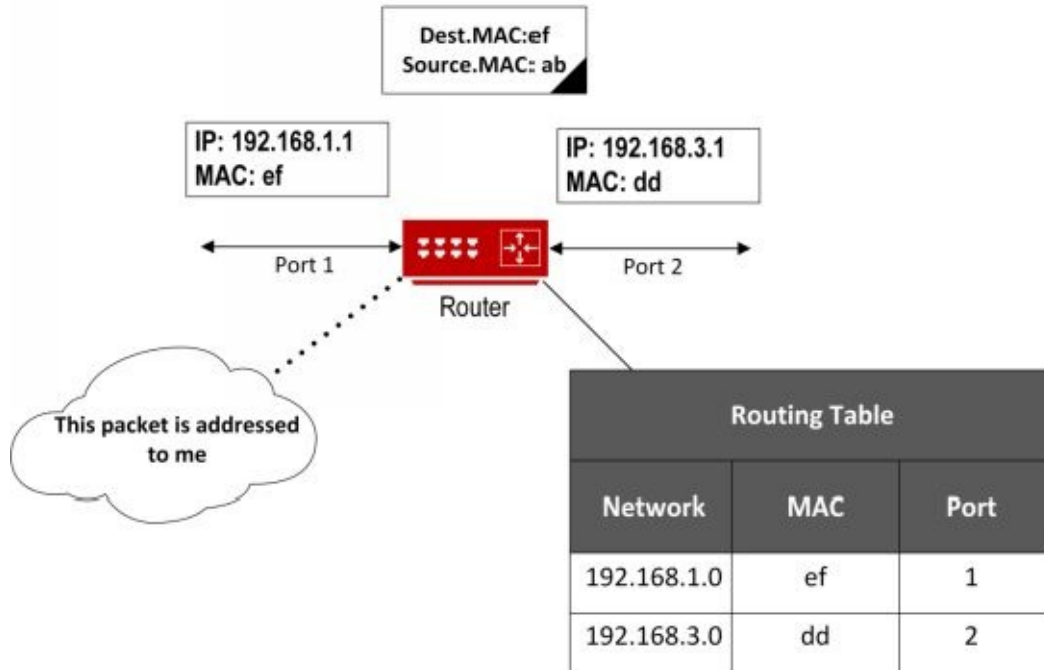 Dest.MAC:ef
Source.MAC: ab
IP: 192.168.1.1
MAC: ef
IP: 192.168.3.1
MAC: dd
Port 1
Port 2
Router
This packet is addressed
to me
Routing Table
Network MAC Port
192.168.1.0 ef 1
192.168.3.0 dd 2